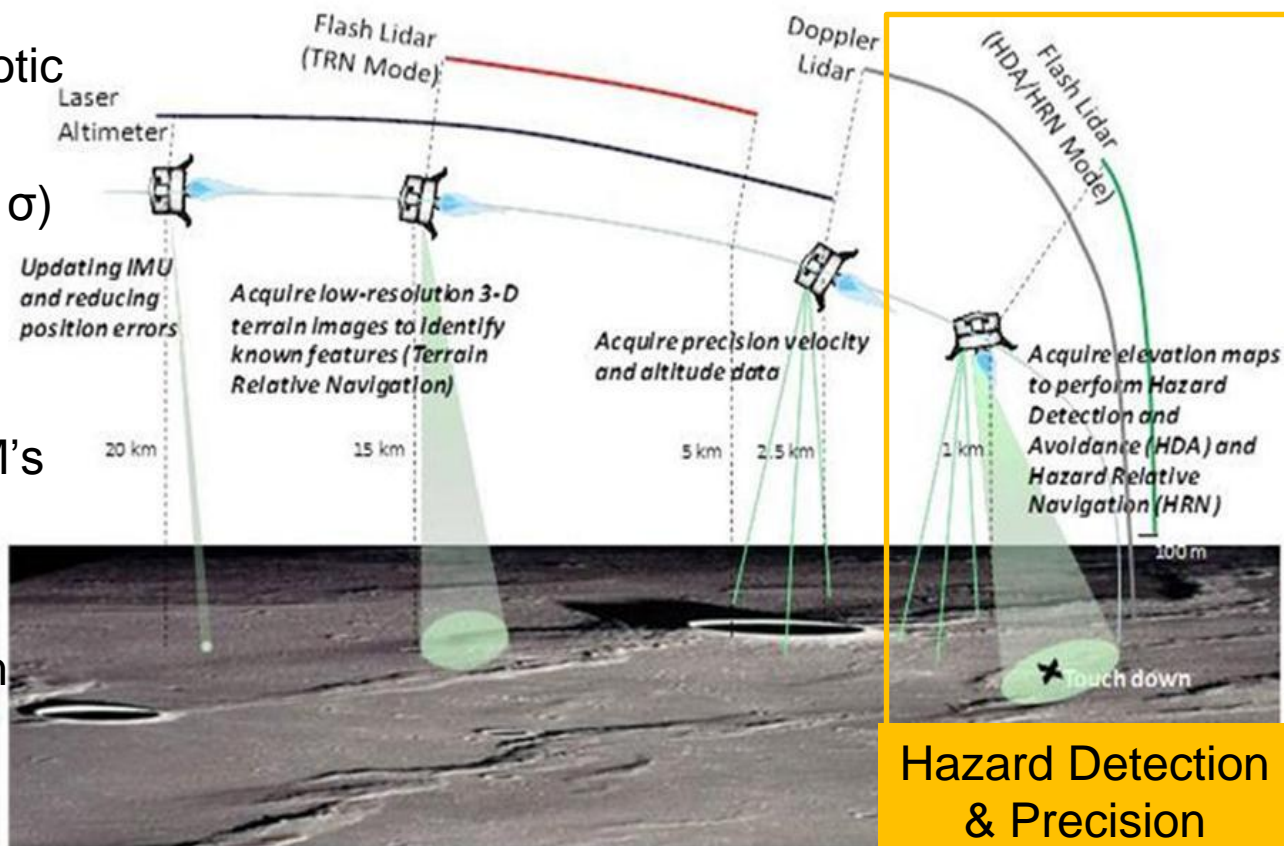 otic
σ)
M's
n
Laser
Altimeter
Flash Lidar
(TRN Mode)
Doppler
Lidar
Flash Lidar
(HDA/HRN Mode)
Updating IMU
and reducing
position errors
Acquire low-resolution 3-D
terrain images to identify
known features (Terrain
Relative Navigation)
Acquire precision velocity
and altitude data
Acquire elevation maps
to perform Hazard
Detection and
Avoidance (HDA) and
Hazard Relative
Navigation (HRN)
20 km
15 km
5 km
2.5 km
1 km
100 m
Touch down
Hazard Detection
& Precision